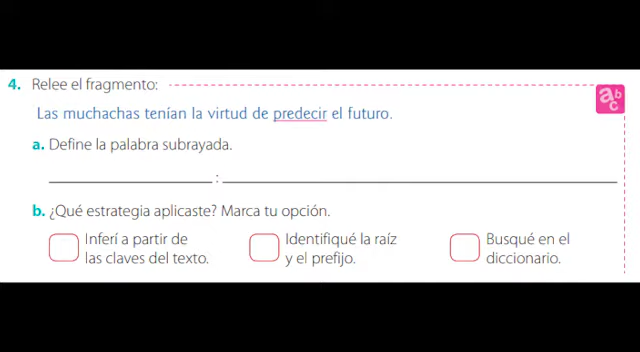 4. Relee el fragmento:
a b c
Las muchachas tenían la virtud de predecir el futuro.
a. Define la palabra subrayada.
____________________ : ________________________________________________
b. ¿Qué estrategia aplicaste? Marca tu opción.
Inferí a partir de
las claves del texto.
Identifiqué la raíz
y el prefijo.
Busqué en el
diccionario.